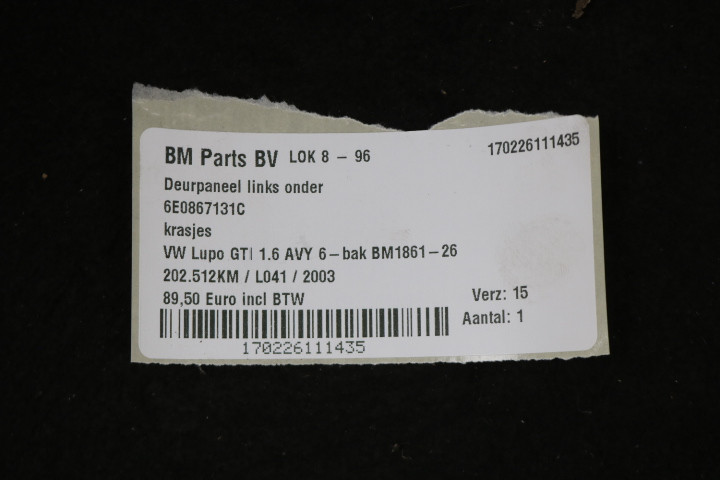 BM Parts BV LOK 8 - 96 170226111435
Deurpaneel links onder
6E0867131C
krasjes
VW Lupo GTI 1.6 AVY 6-bak BM1861-26
202.512KM / L041 / 2003
89,50 Euro incl BTW Verz: 15
Aantal: 1
170226111435